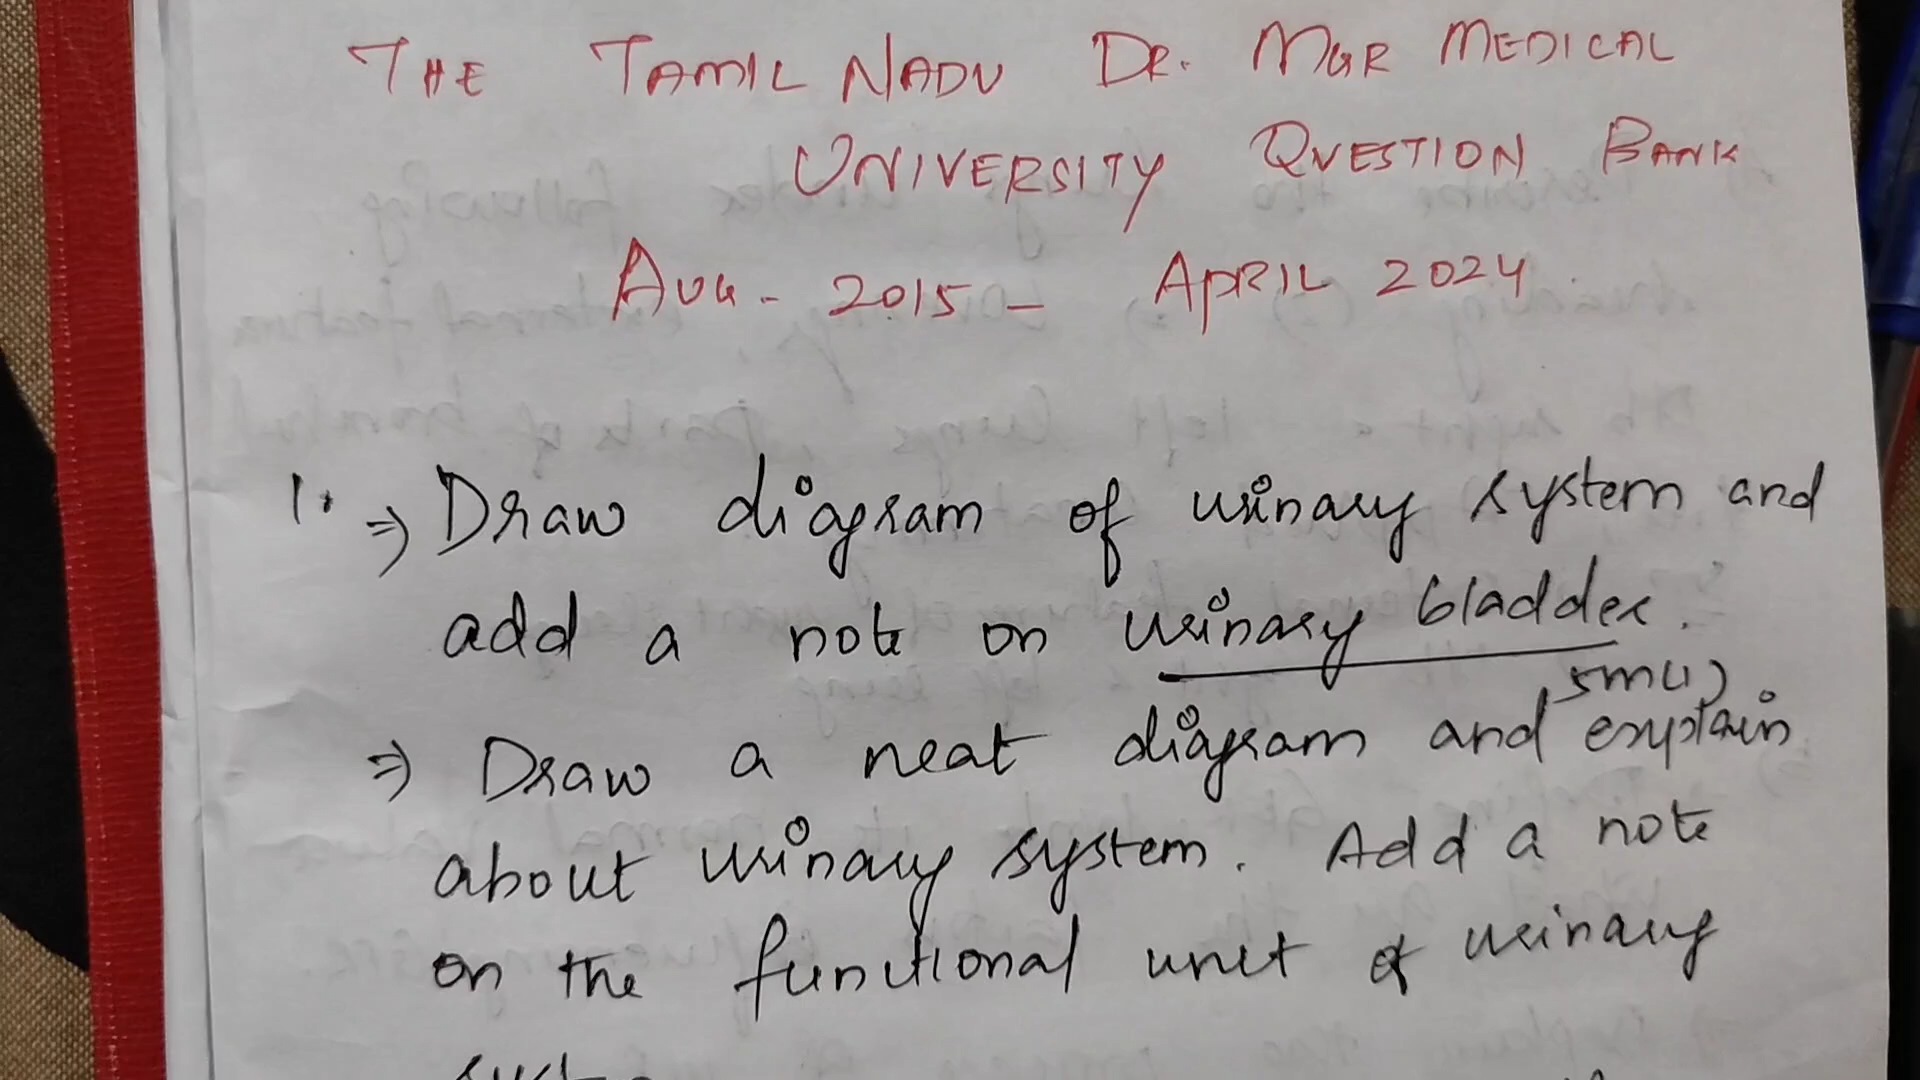 THE TAMIL NADU DR. MGR MEDICAL
UNIVERSITY QUESTION BANK
AUG - 2015 - APRIL 2024
1. ⇒ Draw diagram of urinary system and
add a note on urinary bladder.
⇒ Draw a neat diagram and explain
about urinary system. Add a note
on the functional unit of urinary